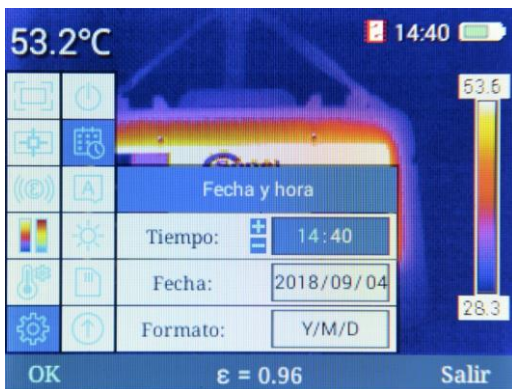 53.2°C
14:40
53.6
A
Fecha y hora
Tiempo: + 14:40
−
Fecha: 2018/09/04
28.3
Formato: Y/M/D
OK ε = 0.96 Salir